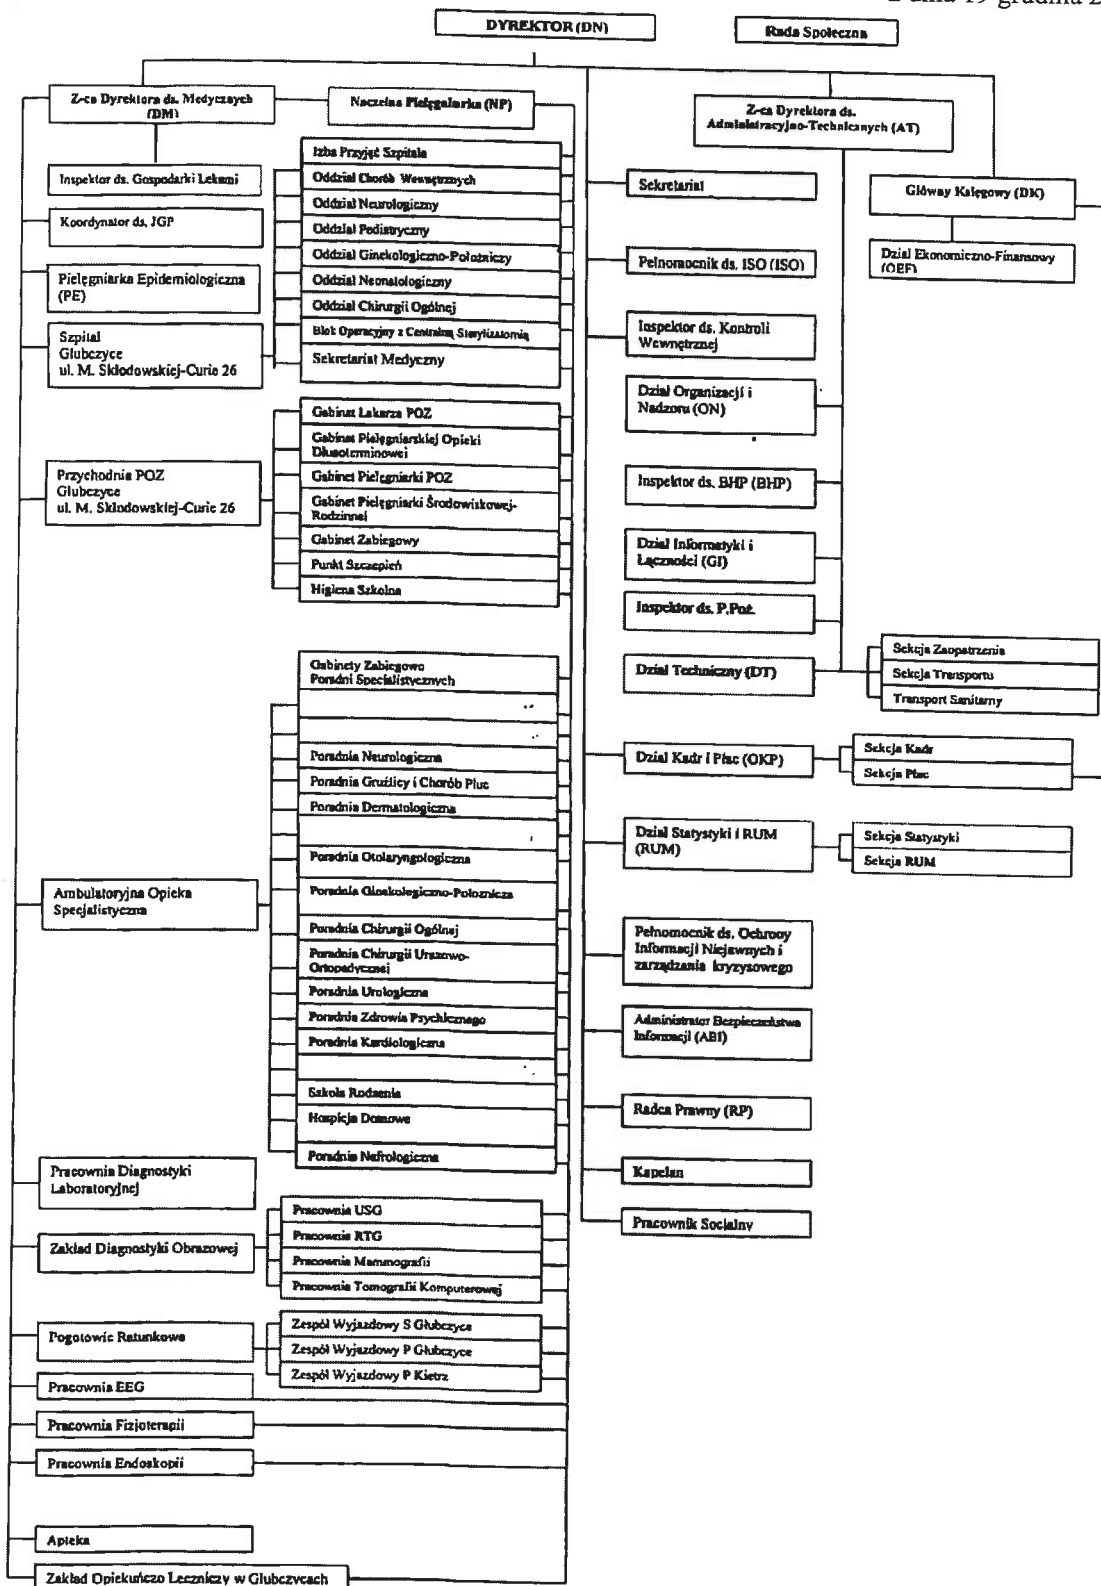 z dnia 19 grudnia 2
DYREKTOR (DN)
Rada Społeczna
Z-ca Dyrektora ds. Medycznych
(DM)
Naczelna Pielęgniarka (NP)
Z-ca Dyrektora ds.
Administracyjno-Technicznych (AT)
Inspektor ds. Gospodarki Lekami
Koordynator ds. JGP
Pielęgniarka Epidemiologiczna
(PE)
Szpital
Głubczyce
ul. M. Skłodowskiej-Curie 26
Izba Przyjęć Szpitala
Oddział Chorób Wewnętrznych
Oddział Neurologiczny
Oddział Pediatryczny
Oddział Ginekologiczno-Położniczy
Oddział Neonatologiczny
Oddział Chirurgii Ogólnej
Blok Operacyjny z Centralną Sterylizatornią
Sekretariat Medyczny
Przychodnia POZ
Głubczyce
ul. M. Skłodowskiej-Curie 26
Gabinet Lekarza POZ
Gabinet Pielęgniarskiej Opieki
Długoterminowej
Gabinet Pielęgniarki POZ
Gabinet Pielęgniarki Środowiskowej-
Rodzinnej
Gabinet Zabiegowy
Punkt Szczepień
Higiena Szkolna
Ambulatoryjna Opieka
Specjalistyczna
Gabinety Zabiegowe
Poradni Specjalistycznych
Poradnia Neurologiczna
Poradnia Gruźlicy i Chorób Płuc
Poradnia Dermatologiczna
Poradnia Otolaryngologiczna
Poradnia Ginekologiczno-Położnicza
Poradnia Chirurgii Ogólnej
Poradnia Chirurgii Urazowo-
Ortopedycznej
Poradnia Urologiczna
Poradnia Zdrowia Psychicznego
Poradnia Kardiologiczna
Szkoła Rodzenia
Hospicja Domowe
Poradnia Nefrologiczna
Pracownia Diagnostyki
Laboratoryjnej
Zakład Diagnostyki Obrazowej
Pracownia USG
Pracownia RTG
Pracownia Mammografii
Pracownia Tomografii Komputerowej
Pogotowie Ratunkowe
Zespół Wyjazdowy S Głubczyce
Zespół Wyjazdowy P Głubczyce
Zespół Wyjazdowy P Kietrz
Pracownia EEG
Pracownia Fizjoterapii
Pracownia Endoskopii
Apteka
Zakład Opiekuńczo Leczniczy w Głubczycach
Sekretariat
Pełnomocnik ds. ISO (ISO)
Inspektor ds. Kontroli
Wewnętrznej
Dział Organizacji i
Nadzoru (ON)
Inspektor ds. BHP (BHP)
Dział Informatyki i
Łączności (GI)
Inspektor ds. P.Poż.
Dział Techniczny (DT)
Sekcja Zaopatrzenia
Sekcja Transportu
Transport Sanitarny
Dział Kadr i Płac (OKP)
Sekcja Kadr
Sekcja Płac
Dział Statystyki i RUM
(RUM)
Sekcja Statystyki
Sekcja RUM
Pełnomocnik ds. Ochrony
Informacji Niejawnych i
zarządzania kryzysowego
Administrator Bezpieczeństwa
Informacji (ABI)
Radca Prawny (RP)
Kapelan
Pracownik Socjalny
Główny Księgowy (DK)
Dział Ekonomiczno-Finansowy
(OEF)